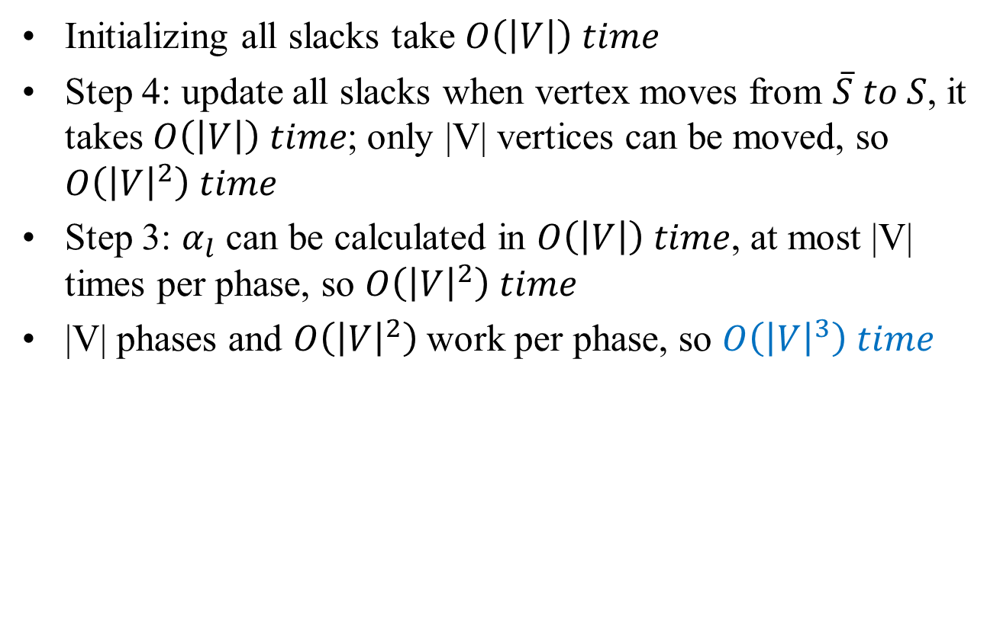 • Initializing all slacks take 𝑂(|𝑉|) 𝑡𝑖𝑚𝑒
• Step 4: update all slacks when vertex moves from 𝑆̅ 𝑡𝑜 𝑆, it
takes 𝑂(|𝑉|) 𝑡𝑖𝑚𝑒; only |V| vertices can be moved, so
𝑂(|𝑉|²) 𝑡𝑖𝑚𝑒
• Step 3: 𝛼ₗ can be calculated in 𝑂(|𝑉|) 𝑡𝑖𝑚𝑒, at most |V|
times per phase, so 𝑂(|𝑉|²) 𝑡𝑖𝑚𝑒
• |V| phases and 𝑂(|𝑉|²) work per phase, so 𝑂(|𝑉|³) 𝑡𝑖𝑚𝑒